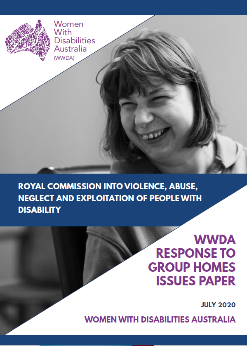 Women
With
Disabilities
Australia
(WWDA)
ROYAL COMMISSION INTO VIOLENCE, ABUSE,
NEGLECT AND EXPLOITATION OF PEOPLE WITH
DISABILITY
WWDA
RESPONSE TO
GROUP HOMES
ISSUES PAPER
JULY 2020
WOMEN WITH DISABILITIES AUSTRALIA